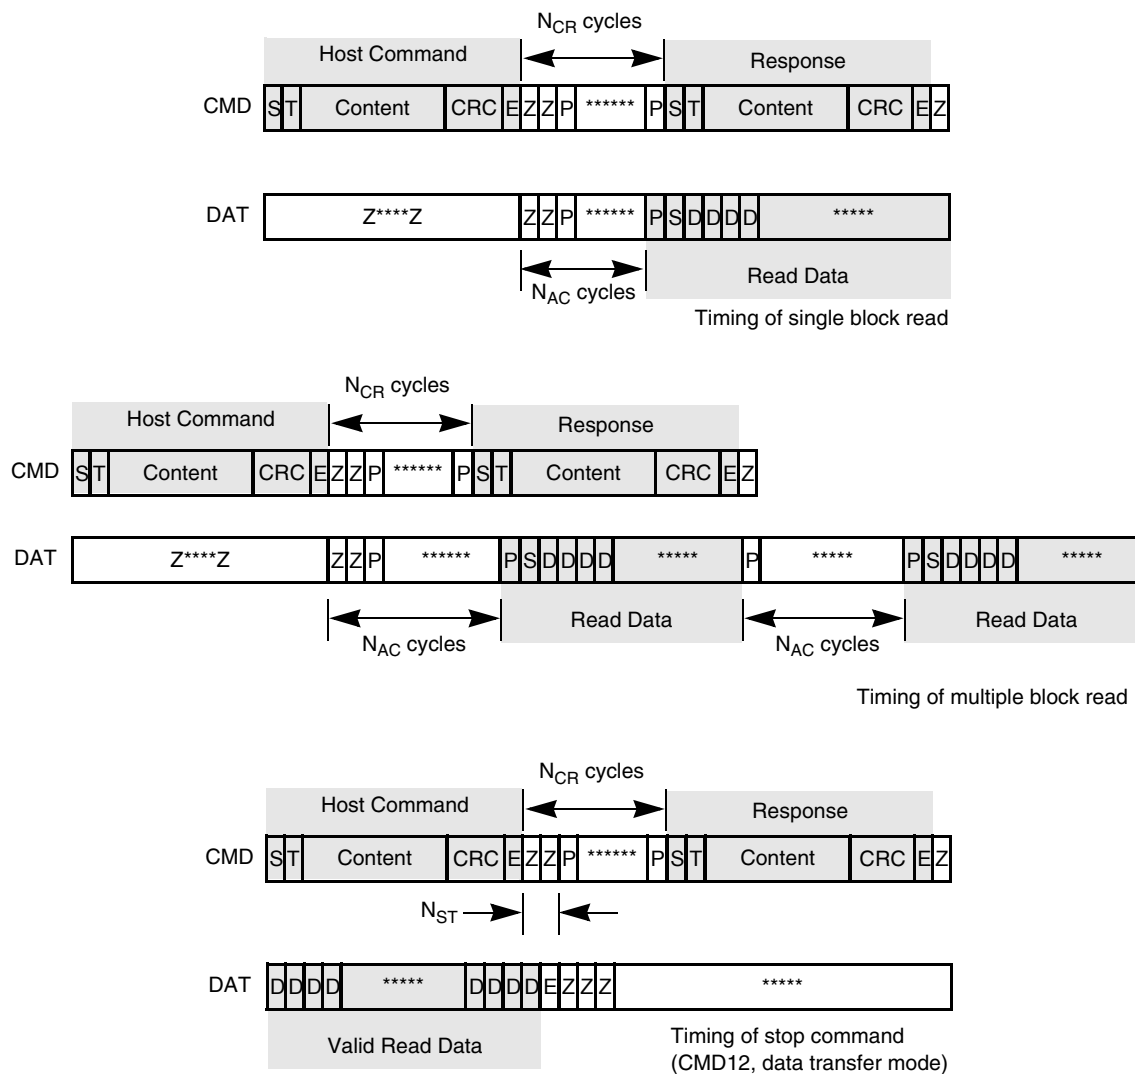 N_CR cycles
Host Command
Response
CMD S T Content CRC E Z Z P ****** P S T Content CRC E Z
DAT Z****Z Z Z P ****** P S D D D D *****
N_AC cycles
Read Data
Timing of single block read
N_CR cycles
Host Command
Response
CMD S T Content CRC E Z Z P ****** P S T Content CRC E Z
DAT Z****Z Z Z P ****** P S D D D D ***** P ***** P S D D D D *****
N_AC cycles
Read Data
N_AC cycles
Read Data
Timing of multiple block read
N_CR cycles
Host Command
Response
CMD S T Content CRC E Z Z P ****** P S T Content CRC E Z
N_ST
DAT D D D D ***** D D D D E Z Z Z *****
Valid Read Data
Timing of stop command
(CMD12, data transfer mode)